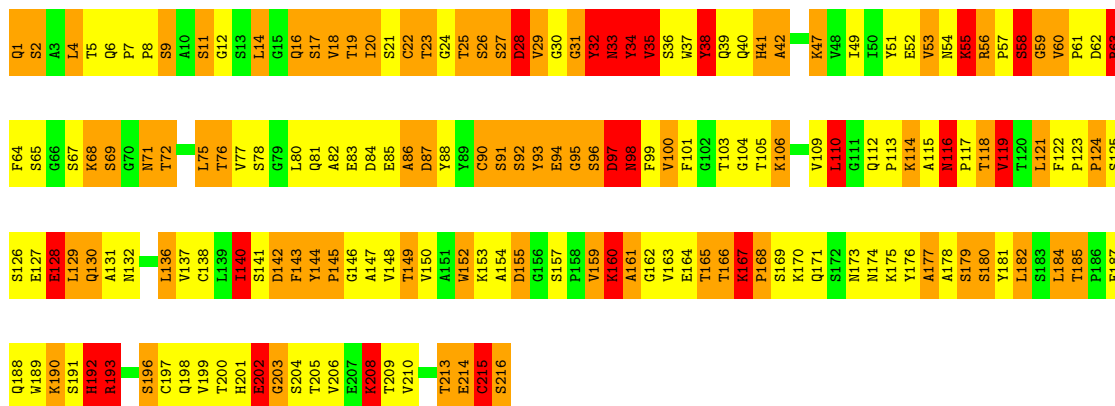 Q1 S2 A3 L4 T5 Q6 P7 P8 S9 A10 S11 G12 S13 L14 G15 Q16 S17 V18 T19 I20 S21 C22 T23 G24 T25 S26 S27 D28 V29 G30 G31 Y32 N33 Y34 V35 S36 W37 Y38 Q39 Q40 H41 A42 K47 V48 I49 I50 Y51 E52 V53 N54 K55 R56 P57 S58 G59 V60 P61 D62
F64 S65 G66 S67 K68 S69 G70 N71 T72 L75 T76 V77 S78 G79 L80 Q81 A82 E83 D84 E85 A86 D87 Y88 Y89 C90 S91 S92 Y93 E94 G95 S96 D97 N98 F99 V100 F101 G102 T103 G104 T105 K106 V109 L110 G111 Q112 P113 K114 A115 N116 P117 T118 V119 T120 L121 F122 P123 P124 S125
S126 E127 E128 L129 Q130 A131 N132 L136 V137 C138 L139 I140 S141 D142 F143 Y144 P145 G146 A147 V148 T149 V150 A151 W152 K153 A154 D155 G156 S157 P158 V159 K160 A161 G162 V163 E164 T165 T166 K167 P168 S169 K170 Q171 S172 N173 N174 K175 Y176 A177 A178 S179 S180 Y181 L182 S183 L184 T185 P186 E187
Q188 W189 K190 S191 H192 R193 S196 C197 Q198 V199 T200 H201 E202 G203 S204 T205 V206 E207 K208 T209 V210 T213 E214 C215 S216